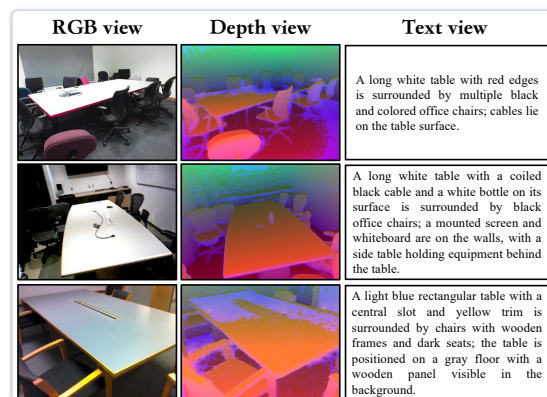 RGB view
Depth view
Text view
A long white table with red edges
is surrounded by multiple black
and colored office chairs; cables lie
on the table surface.
A long white table with a coiled
black cable and a white bottle on its
surface is surrounded by black
office chairs; a mounted screen and
whiteboard are on the walls, with a
side table holding equipment behind
the table.
A light blue rectangular table with a
central slot and yellow trim is
surrounded by chairs with wooden
frames and dark seats; the table is
positioned on a gray floor with a
wooden panel visible in the
background.